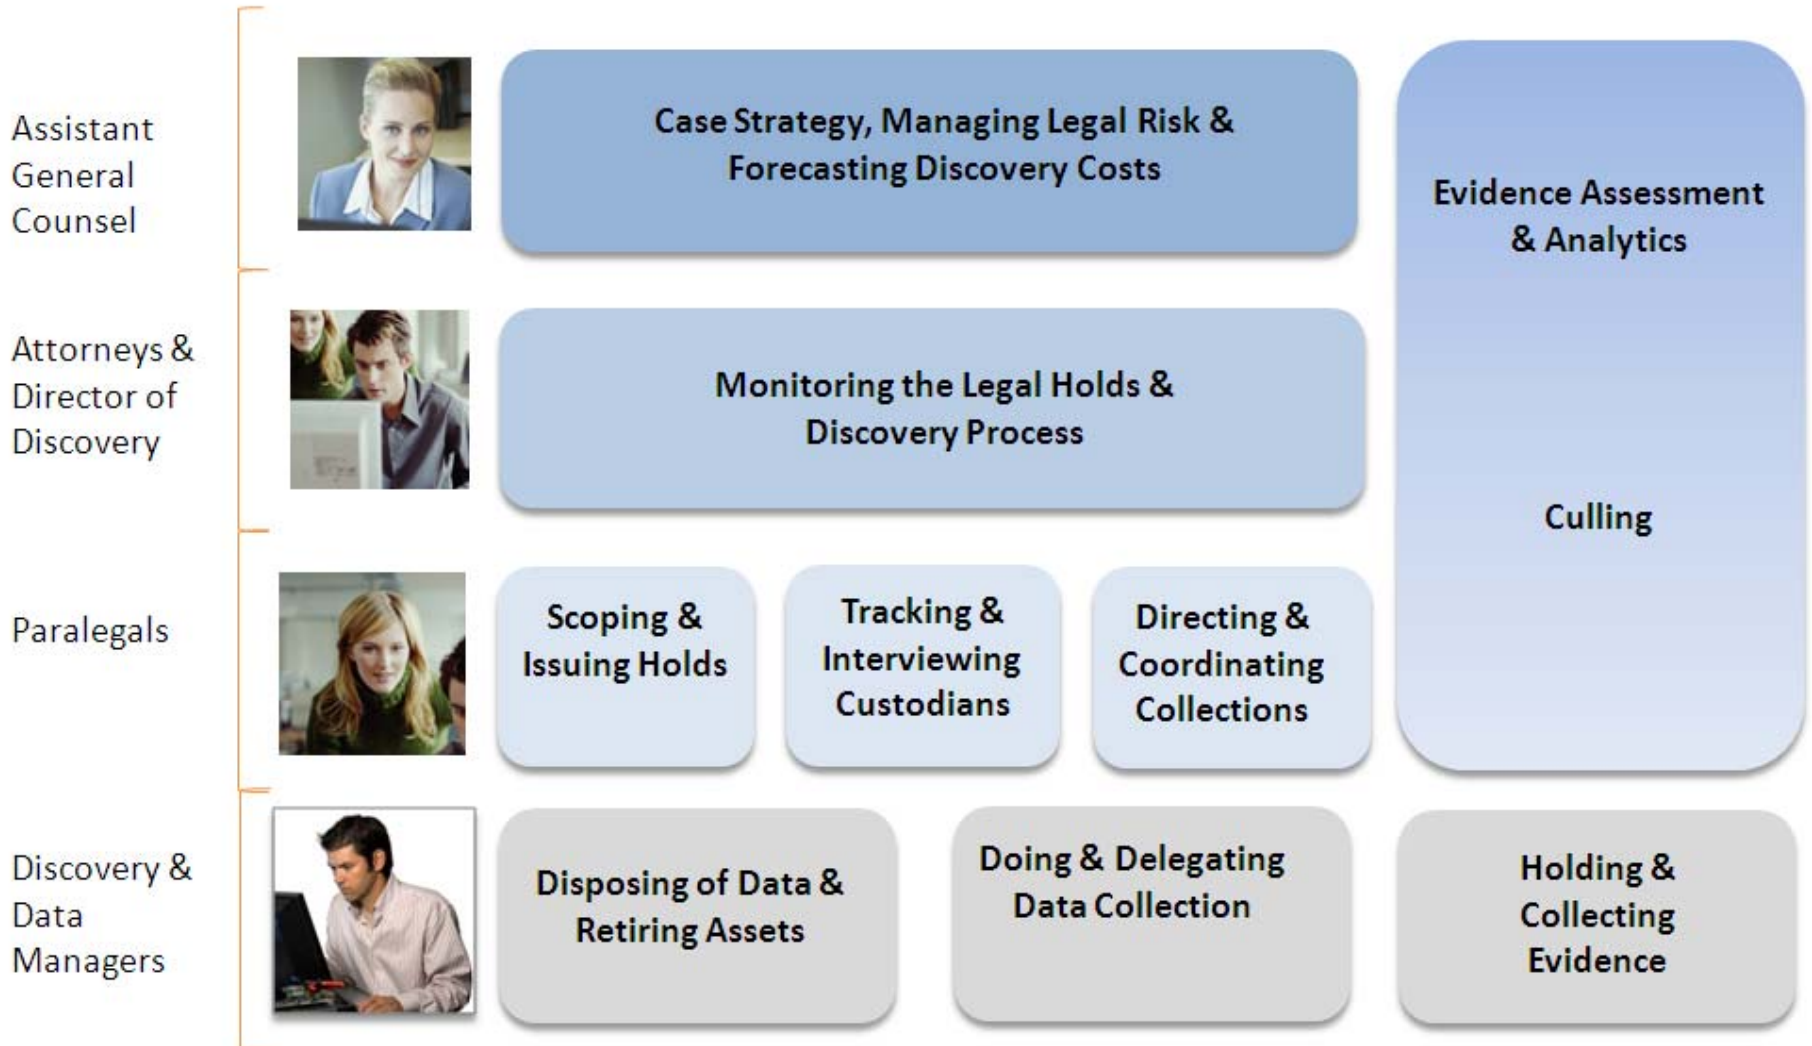 Assistant
General
Counsel
Case Strategy, Managing Legal Risk &
Forecasting Discovery Costs
Evidence Assessment
& Analytics
Attorneys &
Director of
Discovery
Monitoring the Legal Holds &
Discovery Process
Culling
Paralegals
Scoping &
Issuing Holds
Tracking &
Interviewing
Custodians
Directing &
Coordinating
Collections
Discovery &
Data
Managers
Disposing of Data &
Retiring Assets
Doing & Delegating
Data Collection
Holding &
Collecting
Evidence